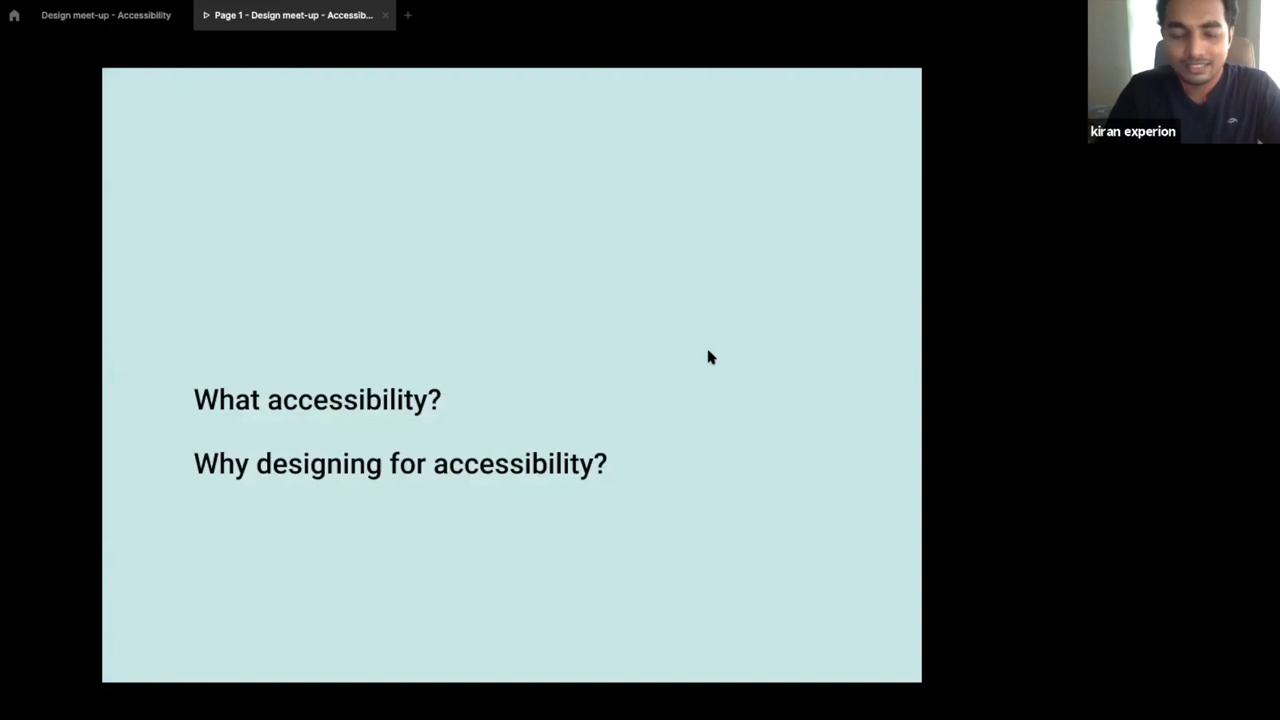 Design meet-up - Accessibility
Page 1 - Design meet-up - Accessib...
kiran experion
What accessibility?
Why designing for accessibility?